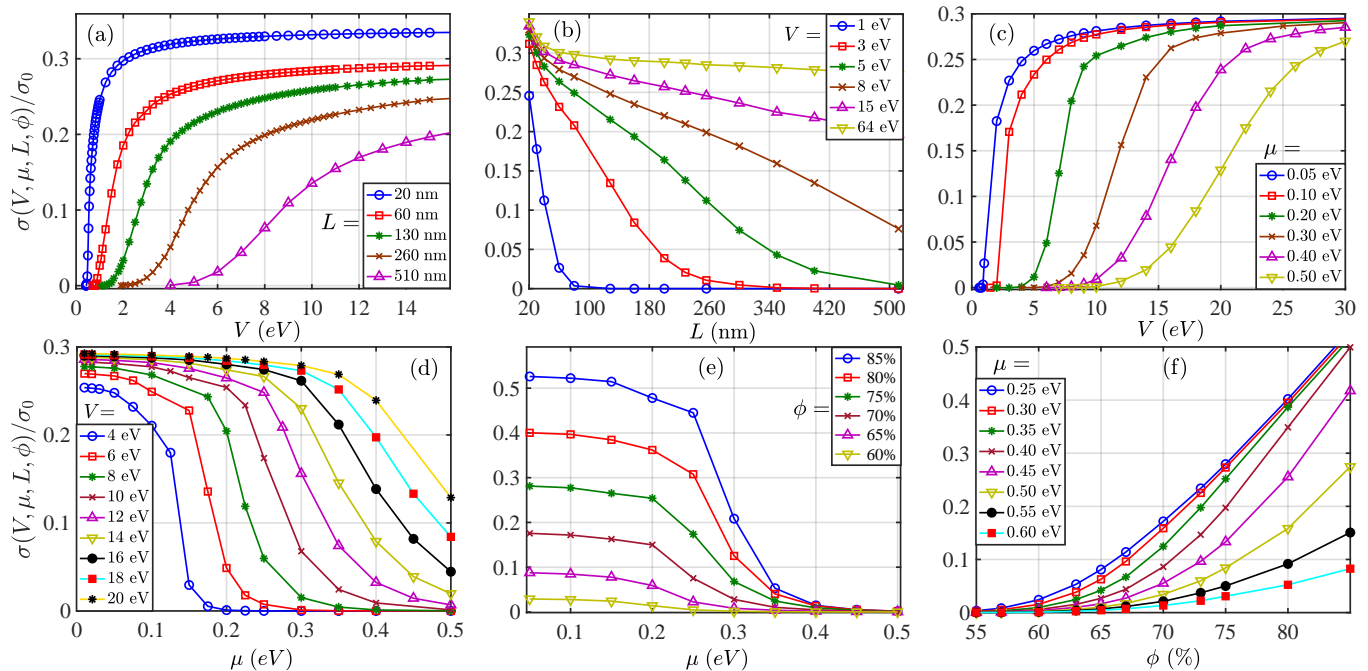 σ(V, μ, L, ϕ)/σ0
(a)
0.3
0.2
0.1
0
L =
20 nm
60 nm
130 nm
260 nm
510 nm
0 2 4 6 8 10 12 14
V (eV)
(b)
0.35
0.3
0.25
0.2
0.15
0.1
0.05
0
V =
1 eV
3 eV
5 eV
8 eV
15 eV
64 eV
20 100 180 260 340 420 510
L (nm)
(c)
0.3
0.25
0.2
0.15
0.1
0.05
0
μ =
0.05 eV
0.10 eV
0.20 eV
0.30 eV
0.40 eV
0.50 eV
0 5 10 15 20 25 30
V (eV)
σ(V, μ, L, ϕ)/σ0
(d)
0.3
0.2
0.1
0
V=
4 eV
6 eV
8 eV
10 eV
12 eV
14 eV
16 eV
18 eV
20 eV
0 0.1 0.2 0.3 0.4 0.5
μ (eV)
(e)
0.6
0.5
0.4
0.3
0.2
0.1
0
ϕ =
85%
80%
75%
70%
65%
60%
0.1 0.2 0.3 0.4 0.5
μ (eV)
(f)
0.5
0.4
0.3
0.2
0.1
0
μ =
0.25 eV
0.30 eV
0.35 eV
0.40 eV
0.45 eV
0.50 eV
0.55 eV
0.60 eV
55 60 65 70 75 80
ϕ (%)